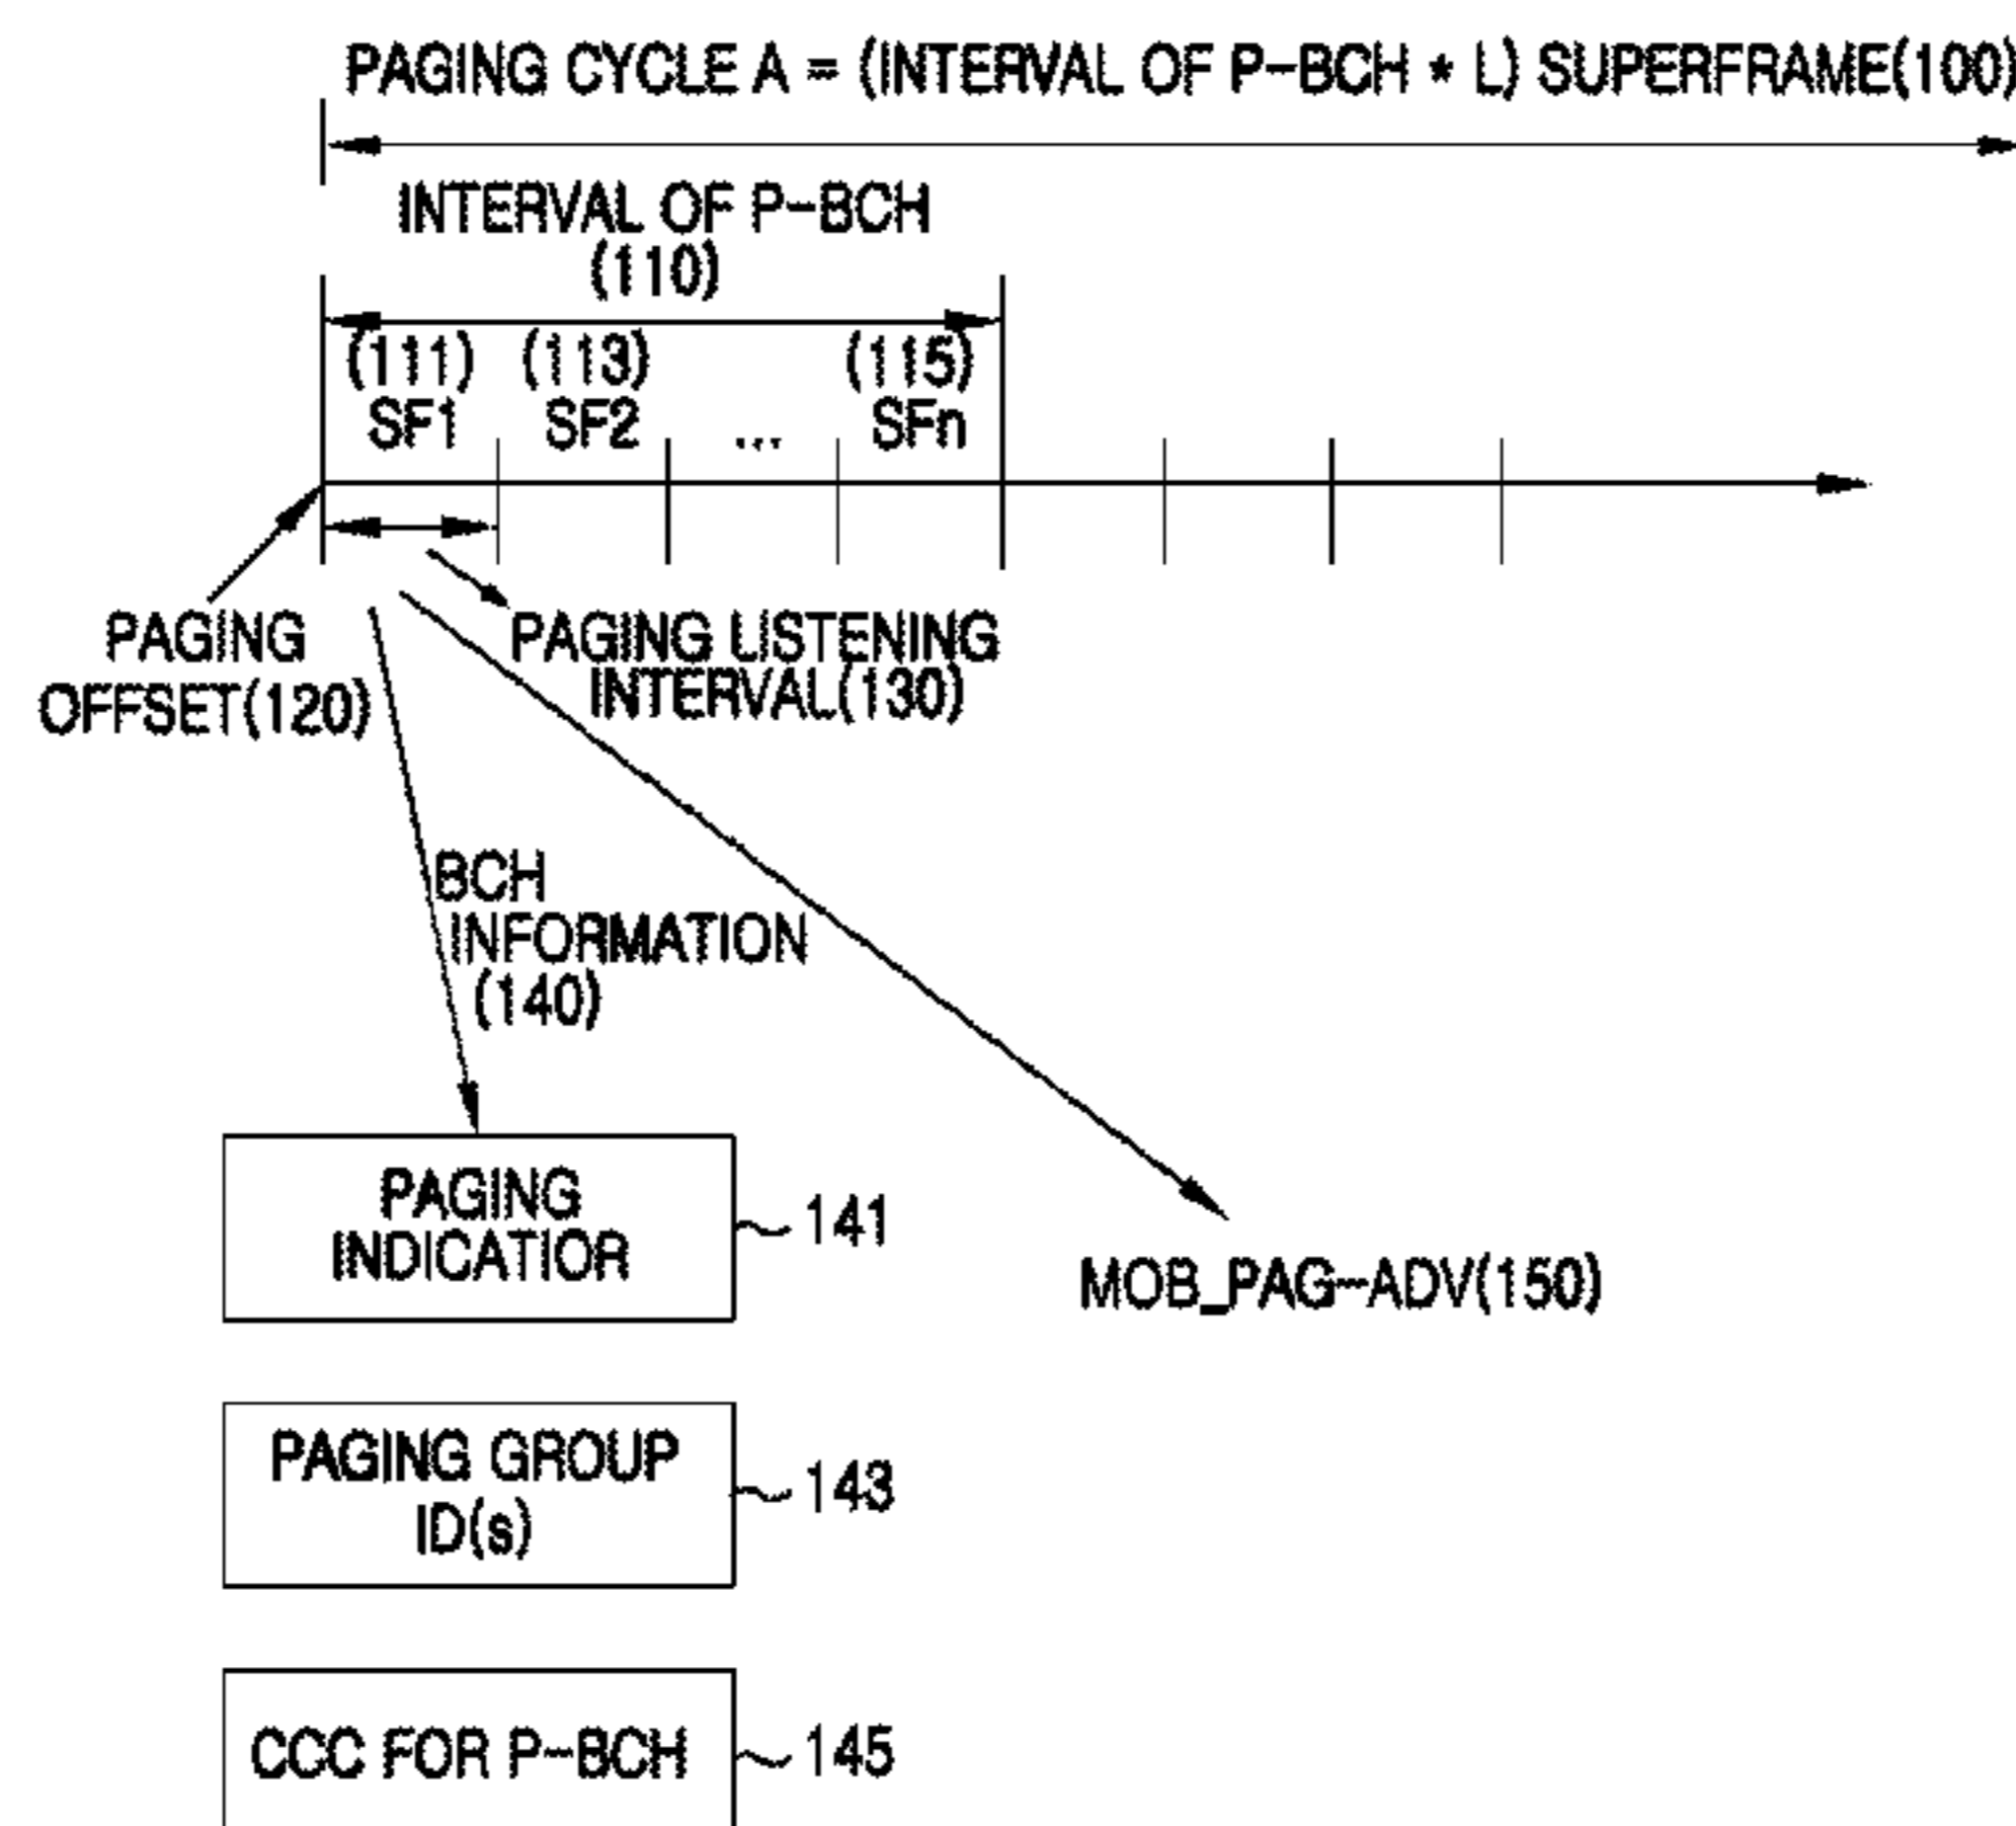 PAGING CYCLE A = (INTERVAL OF P-BCH * L) SUPERFRAME(100)
INTERVAL OF P-BCH
(110)
(111) (113) (115)
SF1 SF2 ... SFn
PAGING
OFFSET(120)
PAGING LISTENING
INTERVAL(130)
BCH
INFORMATION
(140)
PAGING
INDICATIOR
141
MOB_PAG-ADV(150)
PAGING GROUP
ID(s)
143
CCC FOR P-BCH
145